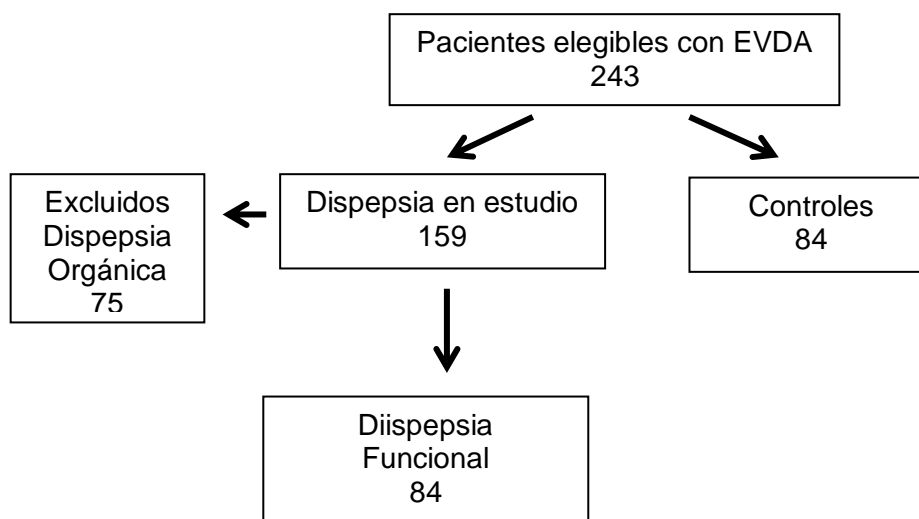 Pacientes elegibles con EVDA
243
Excluidos
Dispepsia
Orgánica
75
Dispepsia en estudio
159
Controles
84
Diispepsia
Funcional
84